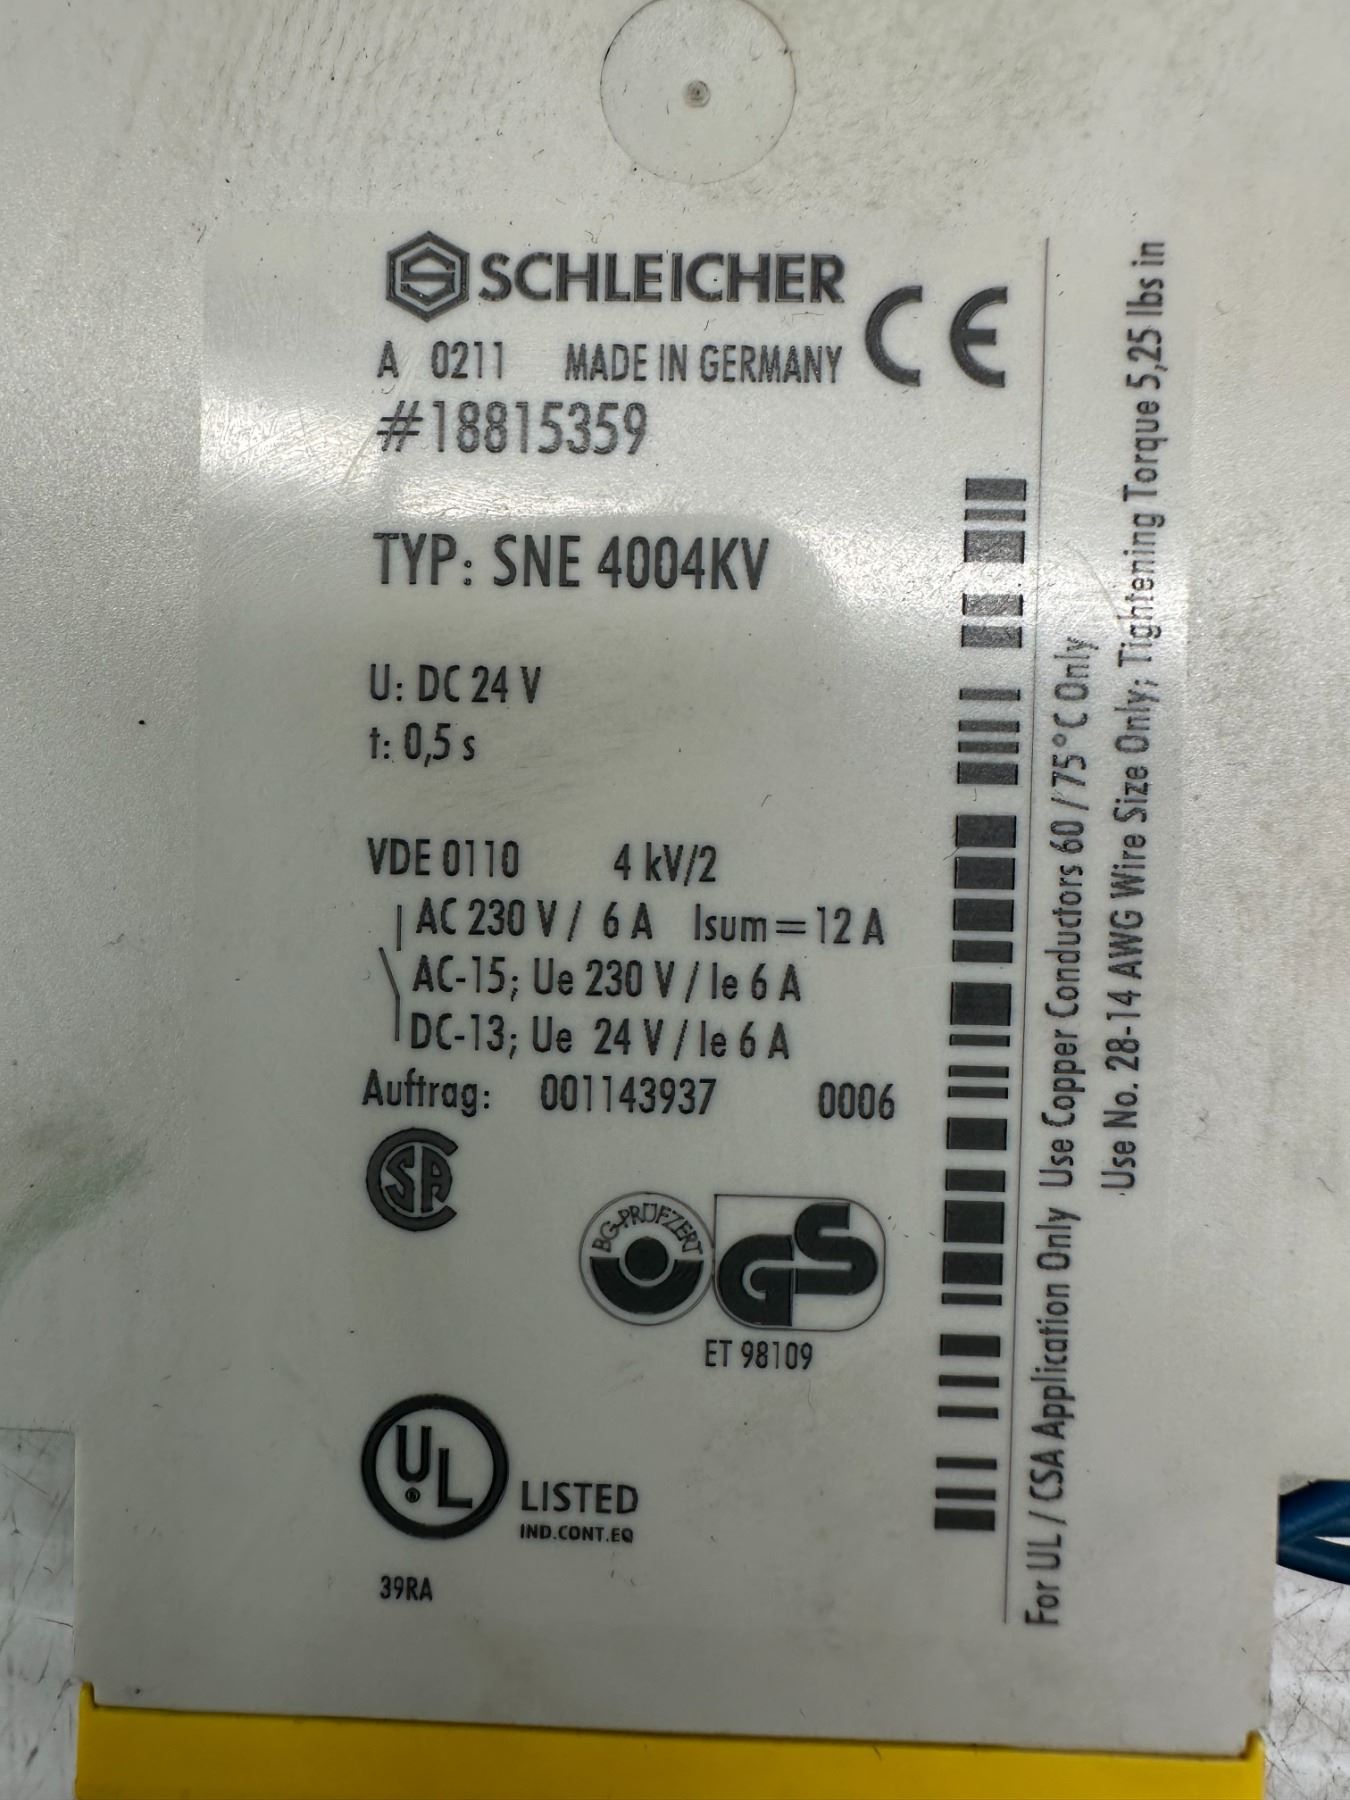 SCHLEICHER
A 0211 MADE IN GERMANY
CE
#18815359
TYP: SNE 4004KV
U: DC 24 V
t: 0,5 s
VDE 0110 4 kV/2
AC 230 V / 6 A Isum=12 A
AC-15; Ue 230 V / Ie 6 A
DC-13; Ue 24 V / Ie 6 A
Auftrag: 001143937 0006
SA
BG-PRÜFZERT
GS
ET 98109
UL
LISTED
IND.CONT.EQ
39RA
For UL / CSA Application Only Use Copper Conductors 60 / 75°C Only
Use No. 28-14 AWG Wire Size Only; Tightening Torque 5,25 lbs in